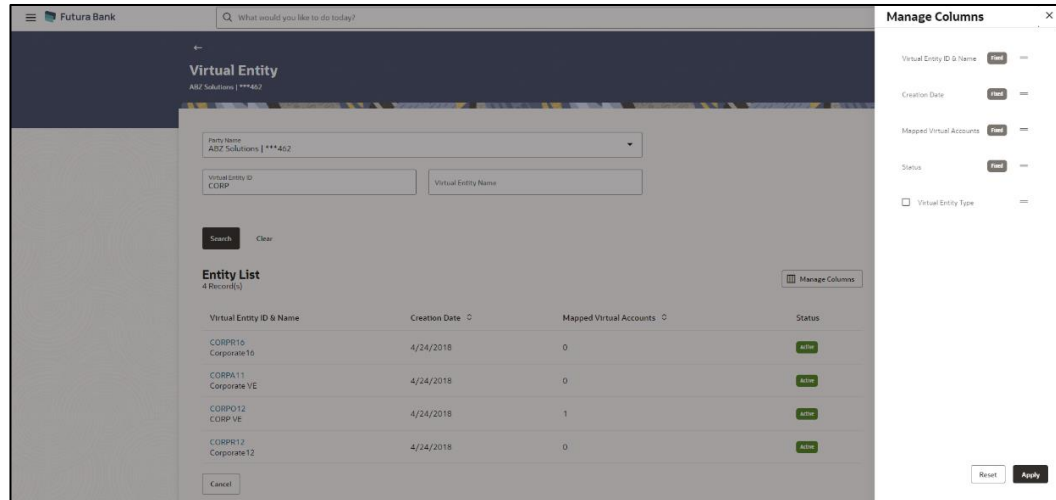 Futura Bank
What would you like to do today?
Virtual Entity
ABZ Solutions | ***462
Party Name
ABZ Solutions | ***462
Virtual Entity ID
CORP
Virtual Entity Name
Search
Clear
Entity List
4 Record(s)
Manage Columns
Virtual Entity ID & Name
Creation Date
Mapped Virtual Accounts
Status
CORPR16
Corporate16
4/24/2018
0
Active
CORPA11
Corporate VE
4/24/2018
0
Active
CORPO12
CORP VE
4/24/2018
1
Active
CORPR12
Corporate12
4/24/2018
0
Active
Cancel
Manage Columns
Virtual Entity ID & Name
Fixed
Creation Date
Fixed
Mapped Virtual Accounts
Fixed
Status
Fixed
Virtual Entity Type
Reset
Apply